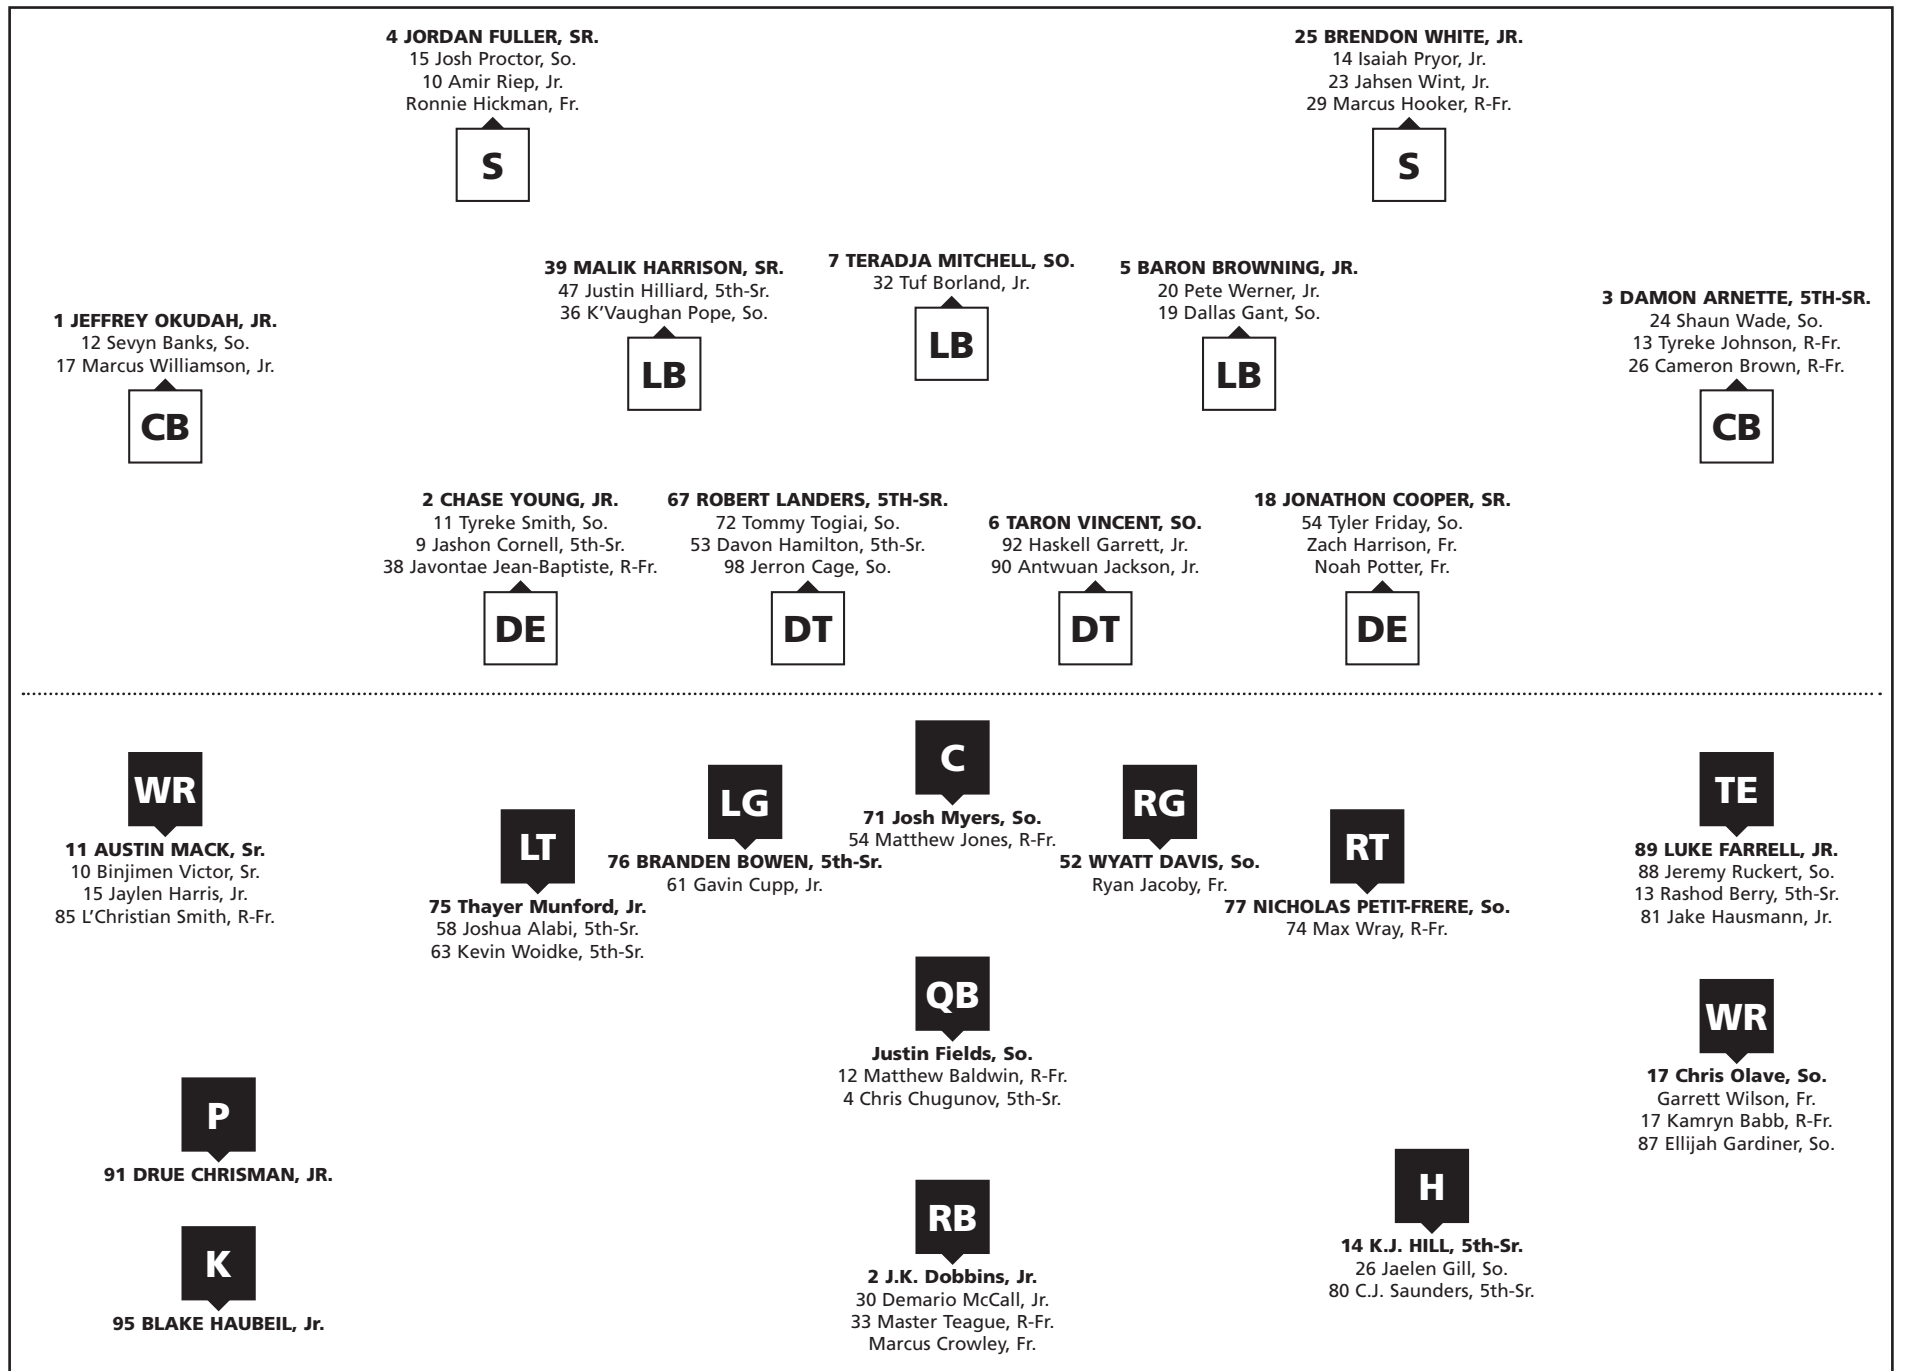 4 JORDAN FULLER, SR.
15 Josh Proctor, So.
10 Amir Riep, Jr.
Ronnie Hickman, Fr.
S
25 BRENDON WHITE, JR.
14 Isaiah Pryor, Jr.
23 Jahsen Wint, Jr.
29 Marcus Hooker, R-Fr.
S
1 JEFFREY OKUDAH, JR.
12 Sevyn Banks, So.
17 Marcus Williamson, Jr.
CB
39 MALIK HARRISON, SR.
47 Justin Hilliard, 5th-Sr.
36 K'Vaughan Pope, So.
LB
7 TERADJA MITCHELL, SO.
32 Tuf Borland, Jr.
LB
5 BARON BROWNING, JR.
20 Pete Werner, Jr.
19 Dallas Gant, So.
LB
3 DAMON ARNETTE, 5TH-SR.
24 Shaun Wade, So.
13 Tyreke Johnson, R-Fr.
26 Cameron Brown, R-Fr.
CB
2 CHASE YOUNG, JR.
11 Tyreke Smith, So.
9 Jashon Cornell, 5th-Sr.
38 Javontae Jean-Baptiste, R-Fr.
DE
67 ROBERT LANDERS, 5TH-SR.
72 Tommy Togiai, So.
53 Davon Hamilton, 5th-Sr.
98 Jerron Cage, So.
DT
6 TARON VINCENT, SO.
92 Haskell Garrett, Jr.
90 Antwuan Jackson, Jr.
DT
18 JONATHON COOPER, SR.
54 Tyler Friday, So.
Zach Harrison, Fr.
Noah Potter, Fr.
DE
WR
11 AUSTIN MACK, Sr.
10 Binjimen Victor, Sr.
15 Jaylen Harris, Jr.
85 L'Christian Smith, R-Fr.
LT
75 Thayer Munford, Jr.
58 Joshua Alabi, 5th-Sr.
63 Kevin Woidke, 5th-Sr.
LG
76 BRANDEN BOWEN, 5th-Sr.
61 Gavin Cupp, Jr.
C
71 Josh Myers, So.
54 Matthew Jones, R-Fr.
RG
52 WYATT DAVIS, So.
Ryan Jacoby, Fr.
RT
77 NICHOLAS PETIT-FRERE, So.
74 Max Wray, R-Fr.
TE
89 LUKE FARRELL, JR.
88 Jeremy Ruckert, So.
13 Rashod Berry, 5th-Sr.
81 Jake Hausmann, Jr.
QB
Justin Fields, So.
12 Matthew Baldwin, R-Fr.
4 Chris Chugunov, 5th-Sr.
WR
17 Chris Olave, So.
Garrett Wilson, Fr.
17 Kamryn Babb, R-Fr.
87 Ellijah Gardiner, So.
P
91 DRUE CHRISMAN, JR.
K
95 BLAKE HAUBEIL, Jr.
RB
2 J.K. Dobbins, Jr.
30 Demario McCall, Jr.
33 Master Teague, R-Fr.
Marcus Crowley, Fr.
H
14 K.J. HILL, 5th-Sr.
26 Jaelen Gill, So.
80 C.J. Saunders, 5th-Sr.